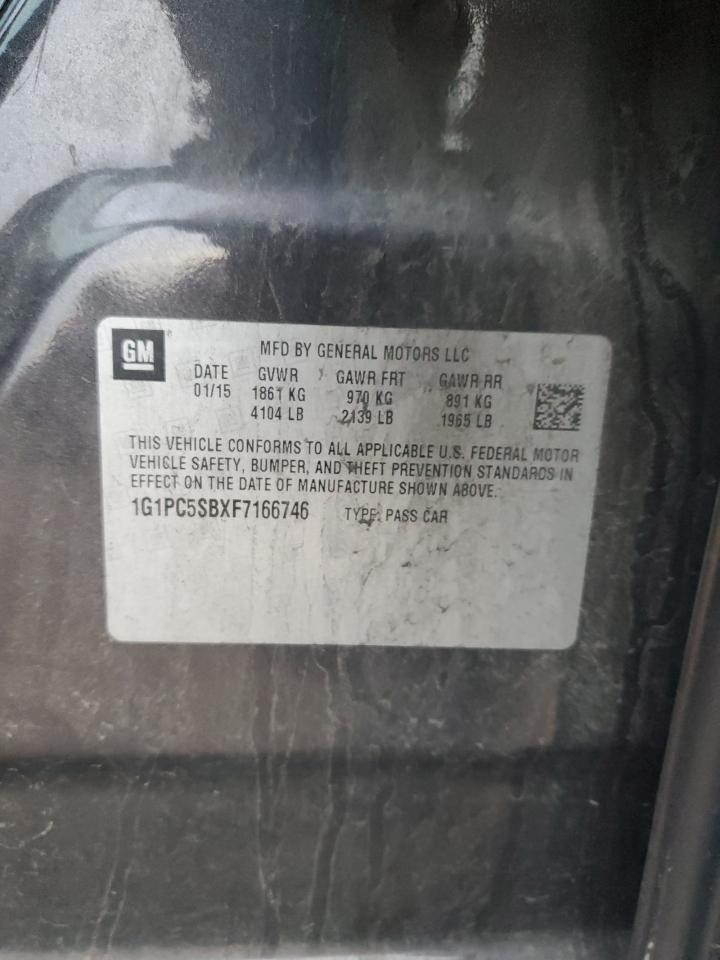 GM
MFD BY GENERAL MOTORS LLC
DATE GVWR GAWR FRT GAWR RR
01/15 1861 KG 970 KG 891 KG
4104 LB 2139 LB 1965 LB
THIS VEHICLE CONFORMS TO ALL APPLICABLE U.S. FEDERAL MOTOR
VEHICLE SAFETY, BUMPER, AND THEFT PREVENTION STANDARDS IN
EFFECT ON THE DATE OF MANUFACTURE SHOWN ABOVE.
1G1PC5SBXF7166746 TYPE: PASS CAR